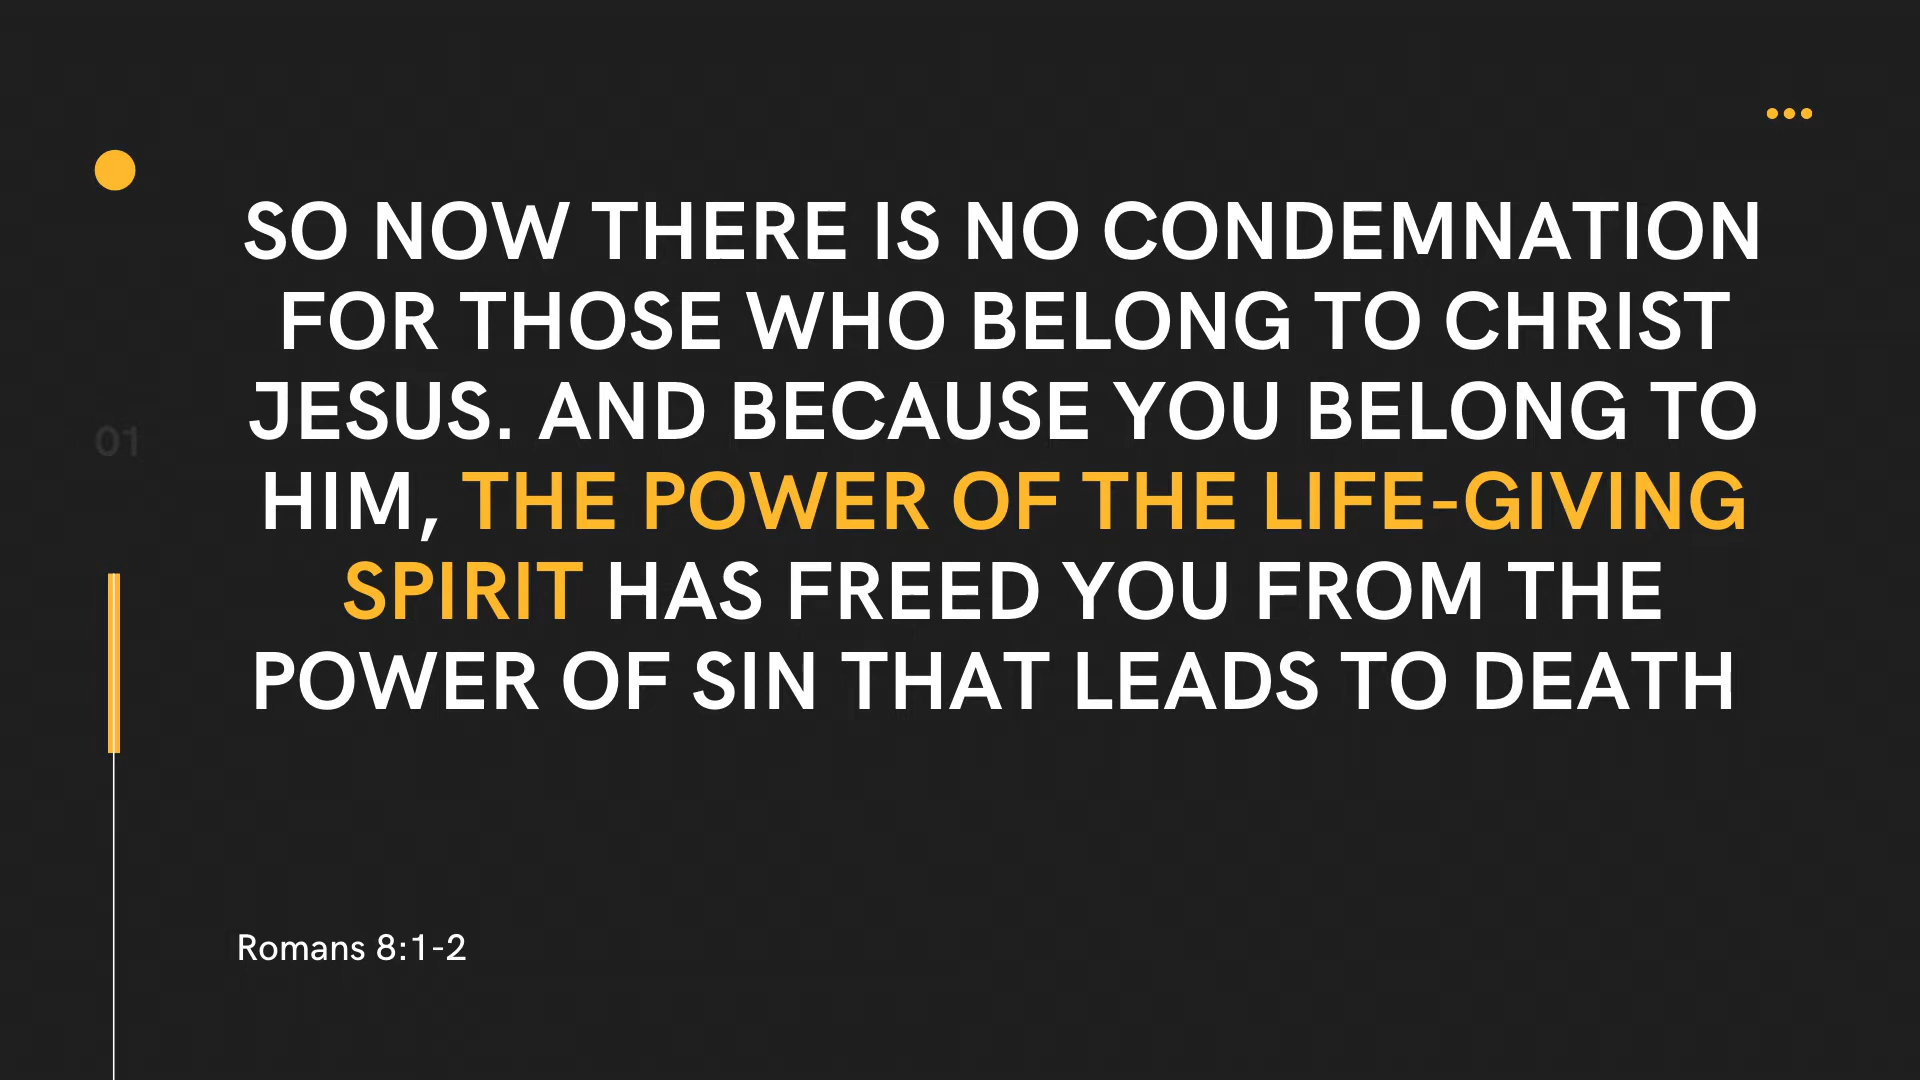 SO NOW THERE IS NO CONDEMNATION
FOR THOSE WHO BELONG TO CHRIST
JESUS. AND BECAUSE YOU BELONG TO
01
HIM, THE POWER OF THE LIFE-GIVING
SPIRIT HAS FREED YOU FROM THE
POWER OF SIN THAT LEADS TO DEATH
Romans 8:1-2